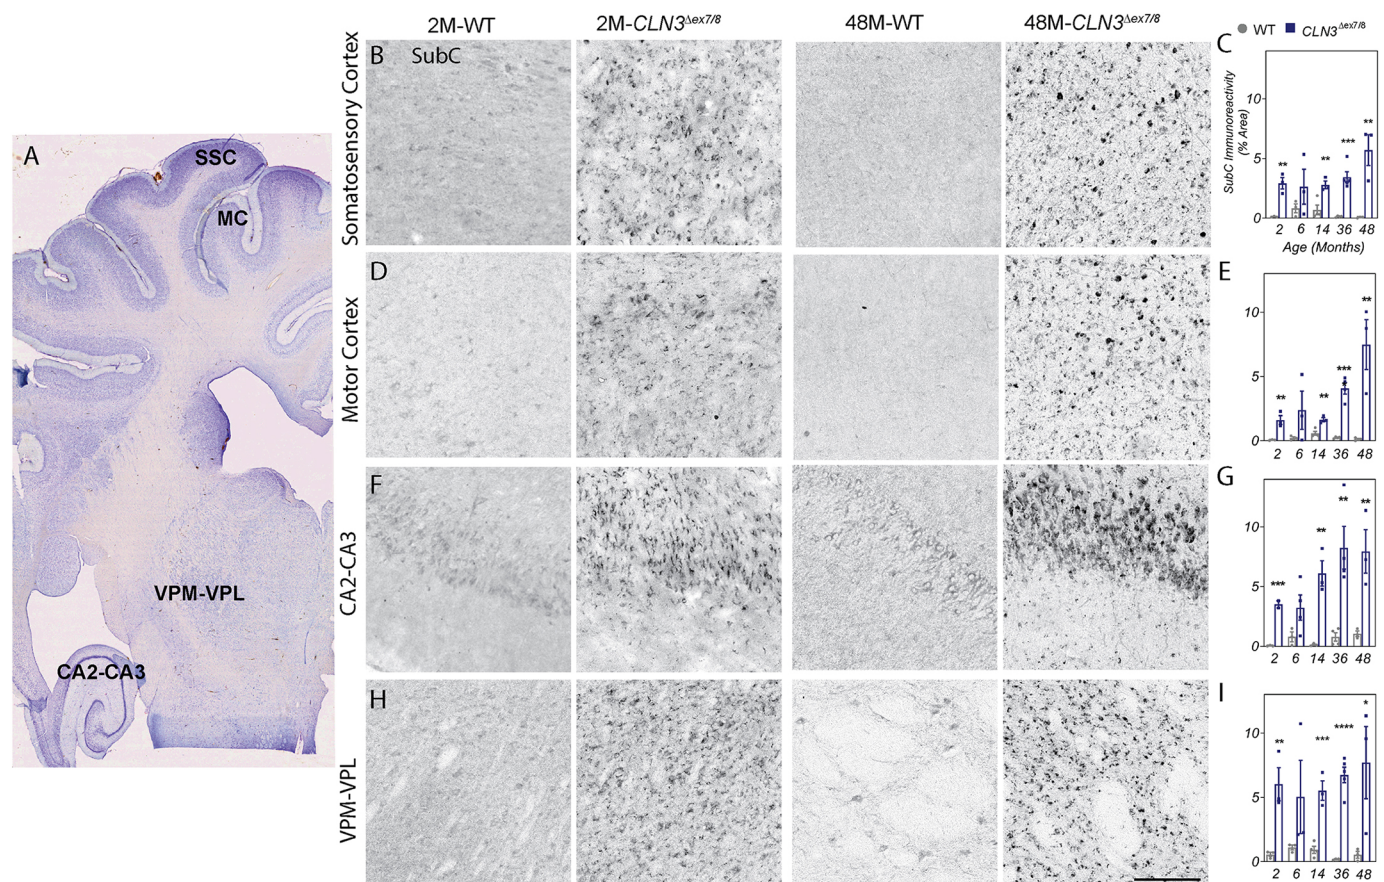 2M-WT
2M-CLN3Δex7/8
48M-WT
48M-CLN3Δex7/8
WT
CLN3Δex7/8
A
SSC
MC
VPM-VPL
CA2-CA3
Somatosensory Cortex
B
SubC
C
SubC Immunoreactivity
(% Area)
10
5
0
**
**
***
**
2 6 14 36 48
Age (Months)
Motor Cortex
D
E
10
5
0
**
**
***
**
2 6 14 36 48
CA2-CA3
F
G
10
5
0
***
**
**
**
2 6 14 36 48
VPM-VPL
H
I
10
5
0
**
***
****
*
2 6 14 36 48